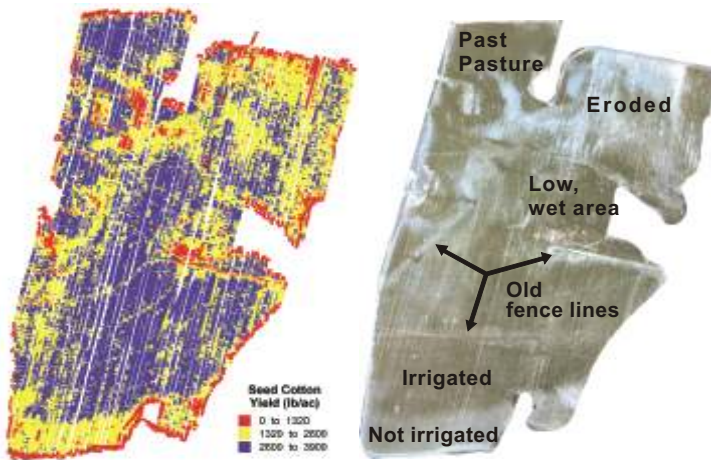 Seed Cotton
Yield (lb/ac)
0 to 1320
1320 to 2600
2600 to 3900
Past
Pasture
Eroded
Low,
wet area
Old
fence lines
Irrigated
Not irrigated